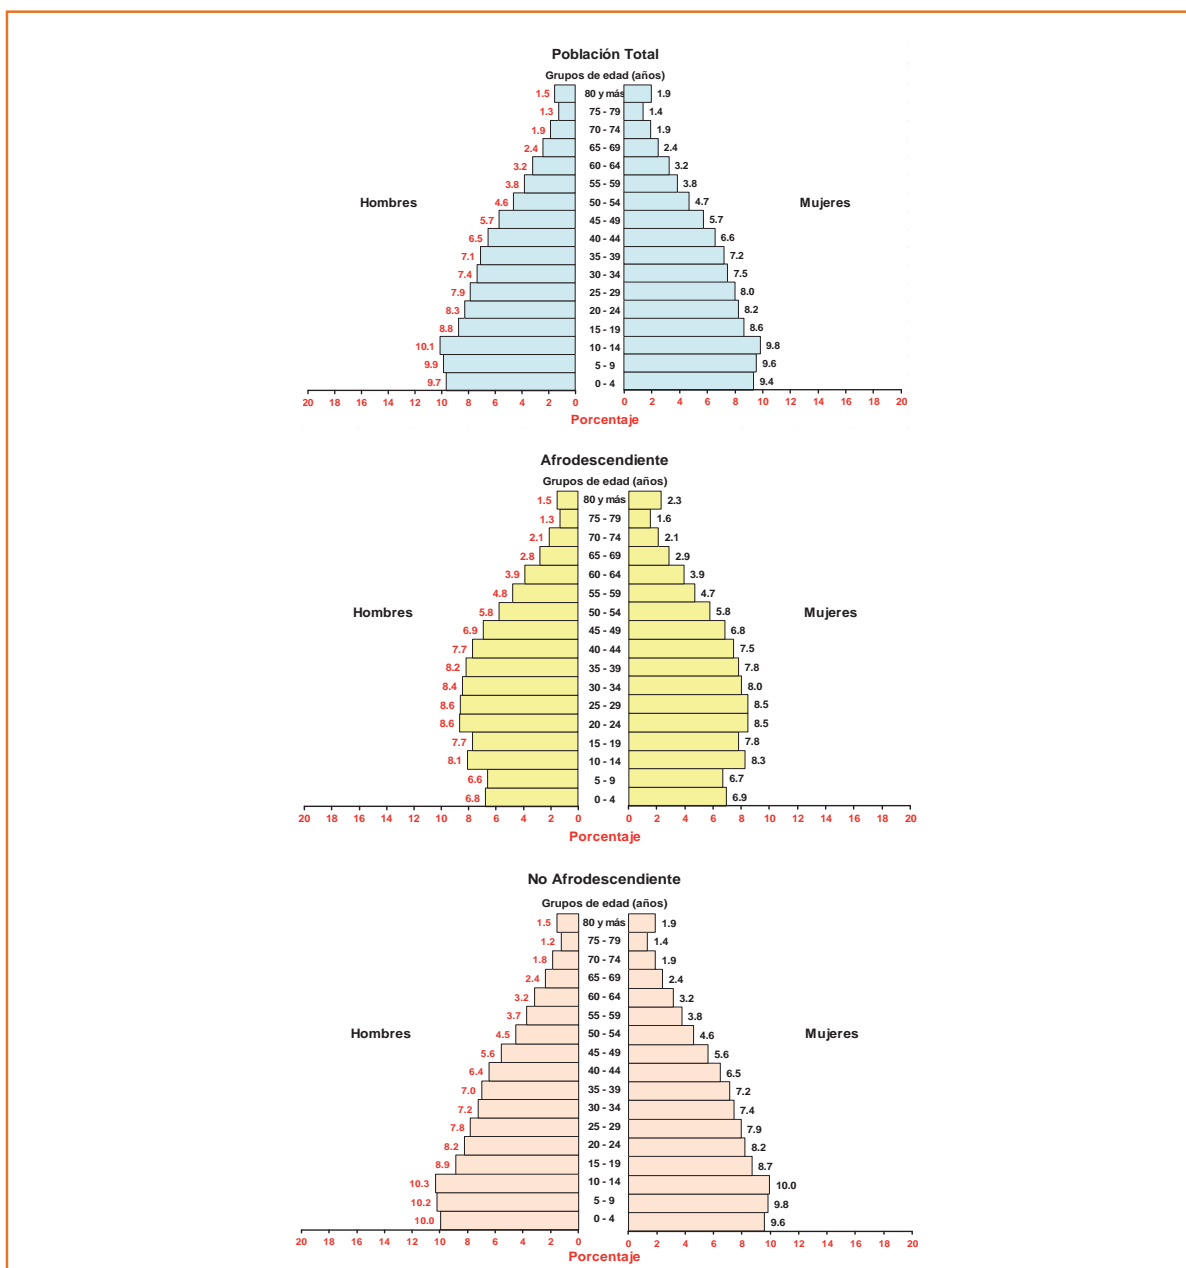 Población Total
Grupos de edad (años)
1.5 80 y más 1.9
1.3 75 - 79 1.4
1.9 70 - 74 1.9
2.4 65 - 69 2.4
3.2 60 - 64 3.2
3.8 55 - 59 3.8
Hombres 4.6 50 - 54 4.7 Mujeres
5.7 45 - 49 5.7
6.5 40 - 44 6.6
7.1 35 - 39 7.2
7.4 30 - 34 7.5
7.9 25 - 29 8.0
8.3 20 - 24 8.2
8.8 15 - 19 8.6
10.1 10 - 14 9.8
9.9 5 - 9 9.6
9.7 0 - 4 9.4
20 18 16 14 12 10 8 6 4 2 0 0 2 4 6 8 10 12 14 16 18 20
Porcentaje
Afrodescendiente
Grupos de edad (años)
1.5 80 y más 2.3
1.3 75 - 79 1.6
2.1 70 - 74 2.1
2.8 65 - 69 2.9
3.9 60 - 64 3.9
4.8 55 - 59 4.7
Hombres 5.8 50 - 54 5.8 Mujeres
6.9 45 - 49 6.8
7.7 40 - 44 7.5
8.2 35 - 39 7.8
8.4 30 - 34 8.0
8.6 25 - 29 8.5
8.6 20 - 24 8.5
7.7 15 - 19 7.8
8.1 10 - 14 8.3
6.6 5 - 9 6.7
6.8 0 - 4 6.9
20 18 16 14 12 10 8 6 4 2 0 0 2 4 6 8 10 12 14 16 18 20
Porcentaje
No Afrodescendiente
Grupos de edad (años)
1.5 80 y más 1.9
1.2 75 - 79 1.4
1.8 70 - 74 1.9
2.4 65 - 69 2.4
3.2 60 - 64 3.2
3.7 55 - 59 3.8
Hombres 4.5 50 - 54 4.6 Mujeres
5.6 45 - 49 5.6
6.4 40 - 44 6.5
7.0 35 - 39 7.2
7.2 30 - 34 7.4
7.8 25 - 29 7.9
8.2 20 - 24 8.2
8.9 15 - 19 8.7
10.3 10 - 14 10.0
10.2 5 - 9 9.8
10.0 0 - 4 9.6
20 18 16 14 12 10 8 6 4 2 0 0 2 4 6 8 10 12 14 16 18 20
Porcentaje